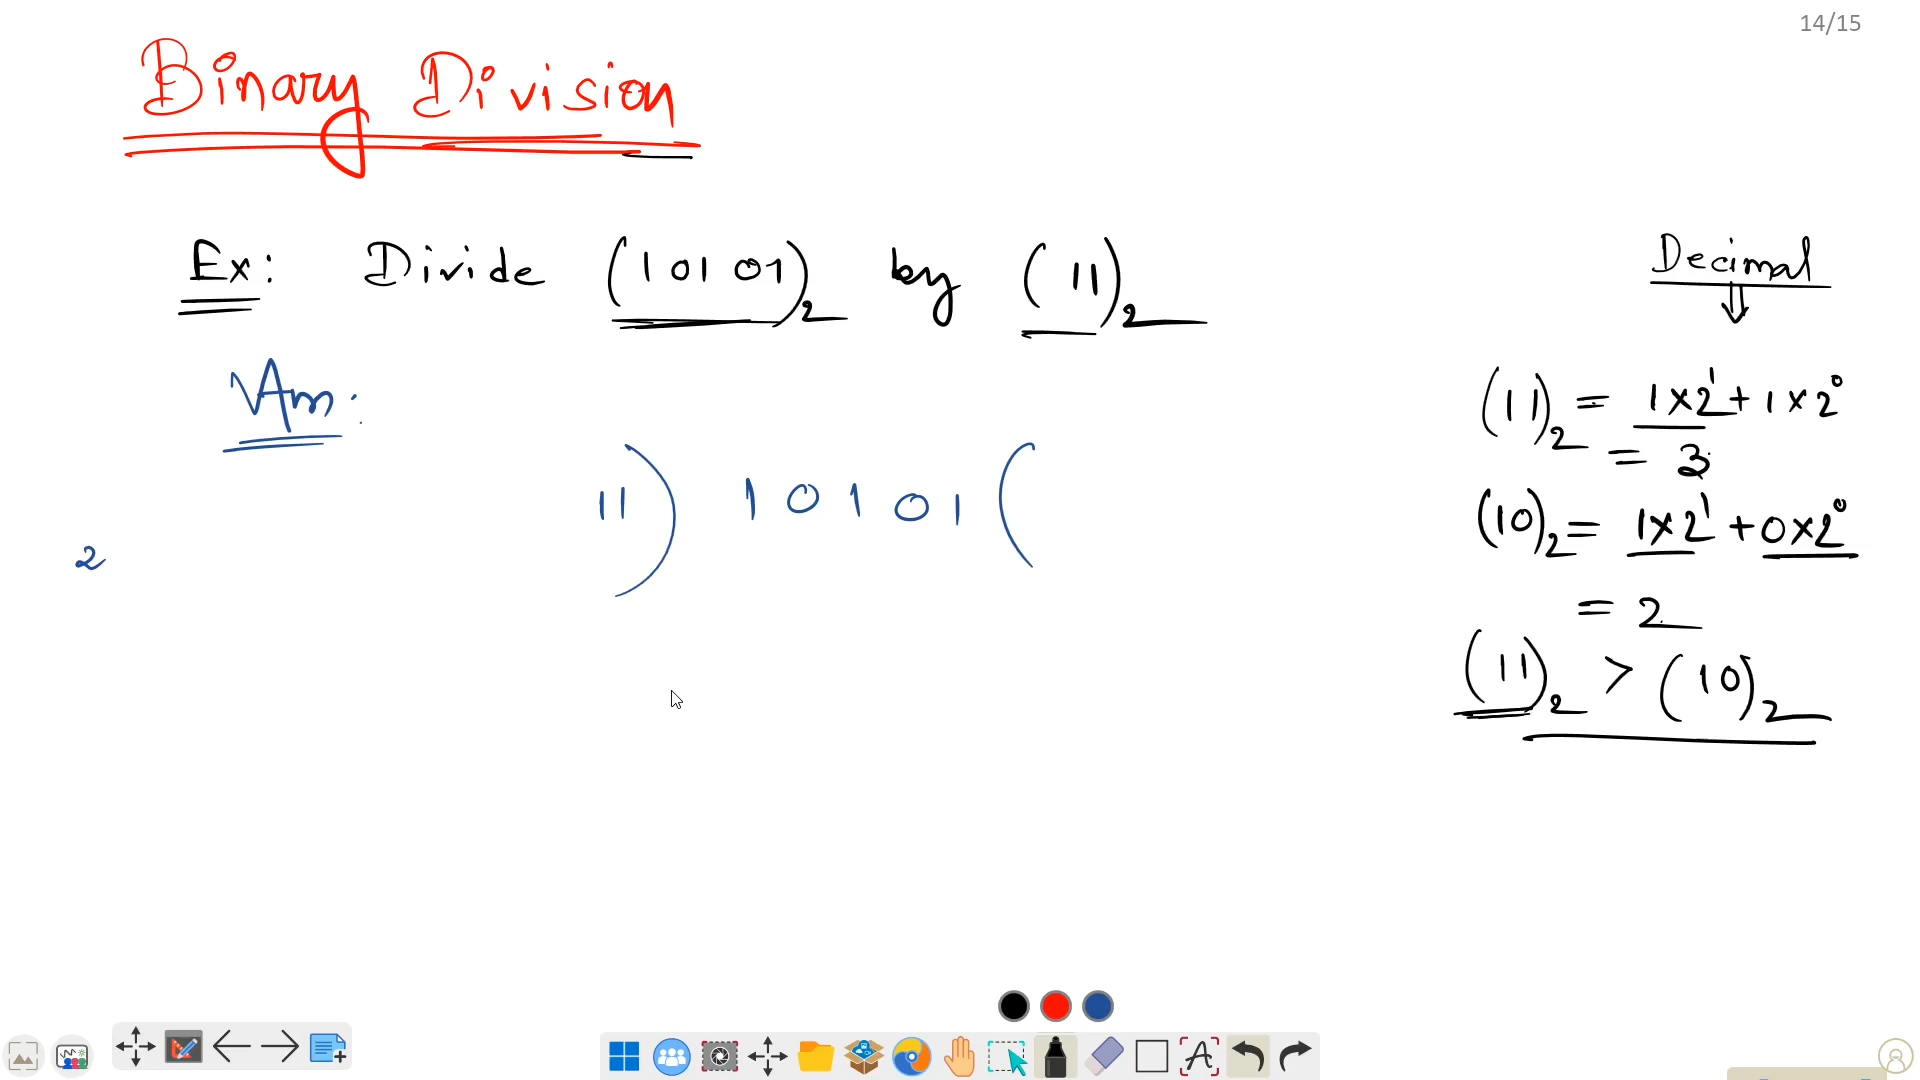 14/15
Binary Division
Ex: Divide (10101)₂ by (11)₂
Ans:
11) 10101 (
2
Decimal
⇓
(11)₂ = 1×2¹ + 1×2⁰
= 3
(10)₂ = 1×2¹ + 0×2⁰
= 2
(11)₂ > (10)₂